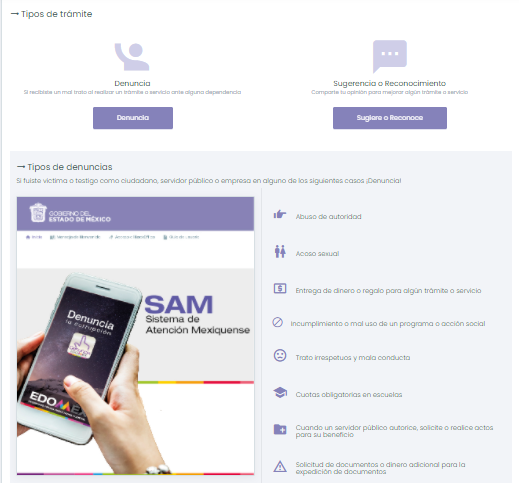 → Tipos de trámite
Denuncia
Si recibiste un mal trato al realizar un trámite o servicio ante alguna dependencia
Denuncia
Sugerencia o Reconocimiento
Comparte tu opinión para mejorar algún trámite o servicio
Sugiere o Reconoce
→ Tipos de denuncias
Si fuiste victima o testigo como ciudadano, servidor público o empresa en alguno de los siguientes casos ¡Denuncia!
GOBIERNO DEL
ESTADO DE MÉXICO
SAM
Sistema de
Atención Mexiquense
Denuncia
la corrupción
EDOMEX
Abuso de autoridad
Acoso sexual
Entrega de dinero o regalo para algún trámite o servicio
Incumplimiento o mal uso de un programa o acción social
Trato irrespetuos y mala conducta
Cuotas obligatorias en escuelas
Cuando un servidor público autorice, solicite o realice actos
para su beneficio
Solicitud de documentos o dinero adicional para la
expedición de documentos